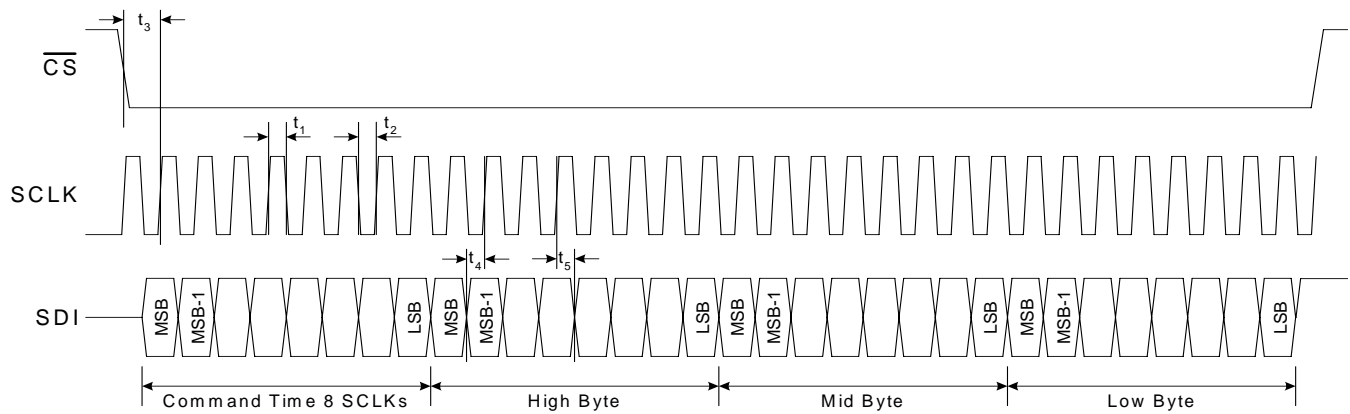 t3
CS
t1
t2
SCLK
t4
t5
SDI
MSB
MSB-1
LSB
MSB
MSB-1
LSB
MSB
MSB-1
LSB
MSB
MSB-1
LSB
Command Time 8 SCLKs
High Byte
Mid Byte
Low Byte